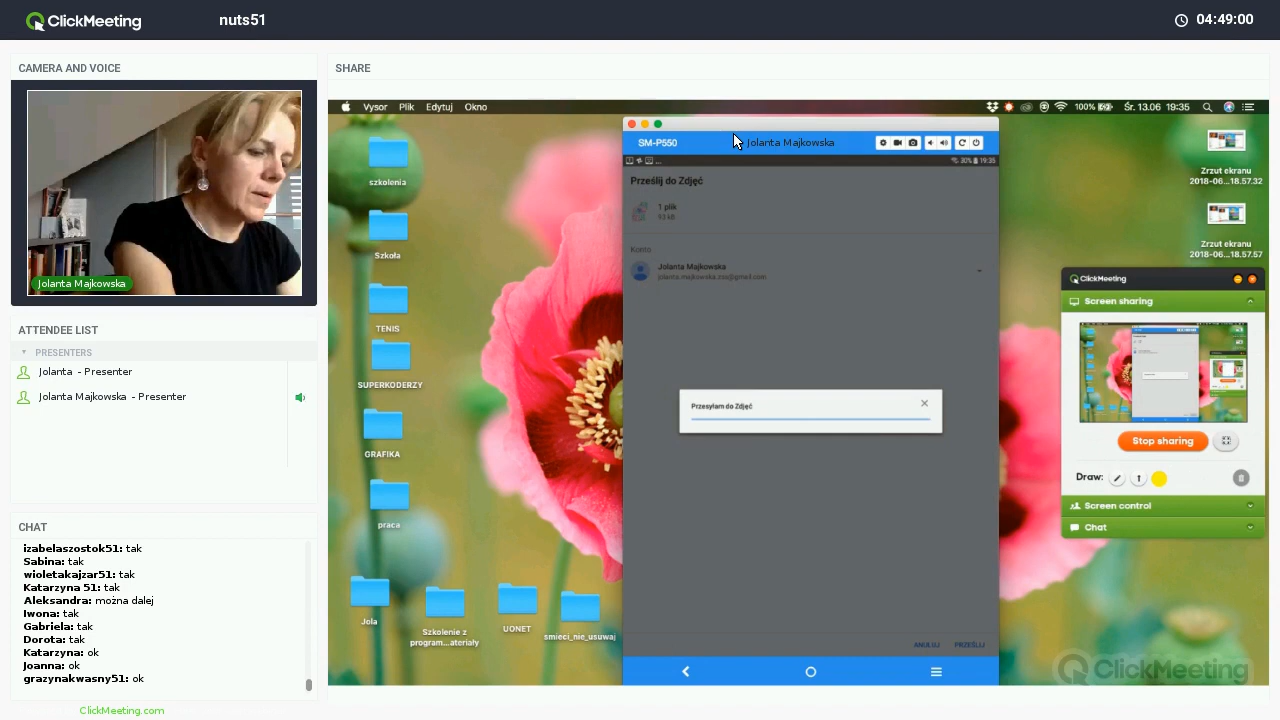 ClickMeeting
nuts51
04:49:00
CAMERA AND VOICE
Jolanta Majkowska
ATTENDEE LIST
PRESENTERS
Jolanta - Presenter
Jolanta Majkowska - Presenter
CHAT
izabelaszostok51: tak
Sabina: tak
wioletakajzar51: tak
Katarzyna 51: tak
Aleksandra: można dalej
Iwona: tak
Gabriela: tak
Dorota: tak
Katarzyna: ok
Joanna: ok
grazynakwasny51: ok
ClickMeeting.com
SHARE
Vysor Plik Edytuj Okno
100% Śr. 13.06 19:35
szkolenia
Szkoła
TENIS
SUPERKODERZY
GRAFIKA
praca
Jola
Szkolenie z
program...ateriały
UONET
smieci_nie_usuwaj
SM-P550
Jolanta Majkowska
30% 19:35
Prześlij do Zdjęć
1 plik
93 kB
Konto
Jolanta Majkowska
Przesyłam do Zdjęć
ANULUJ PRZEŚLIJ
Zrzut ekranu
2018-06...18.57.32
Zrzut ekranu
2018-06...18.57.57
ClickMeeting
Screen sharing
Stop sharing
Draw:
Screen control
Chat
ClickMeeting